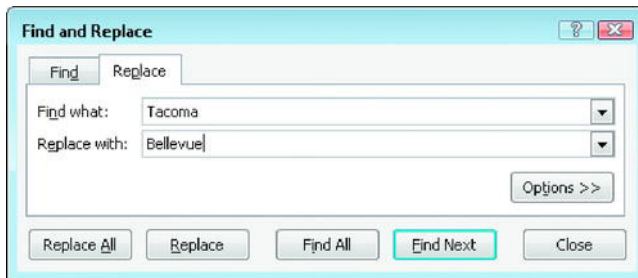 Find and Replace
Find Replace
Find what: Tacoma
Replace with: Bellevue
Options >>
Replace All Replace Find All Find Next Close